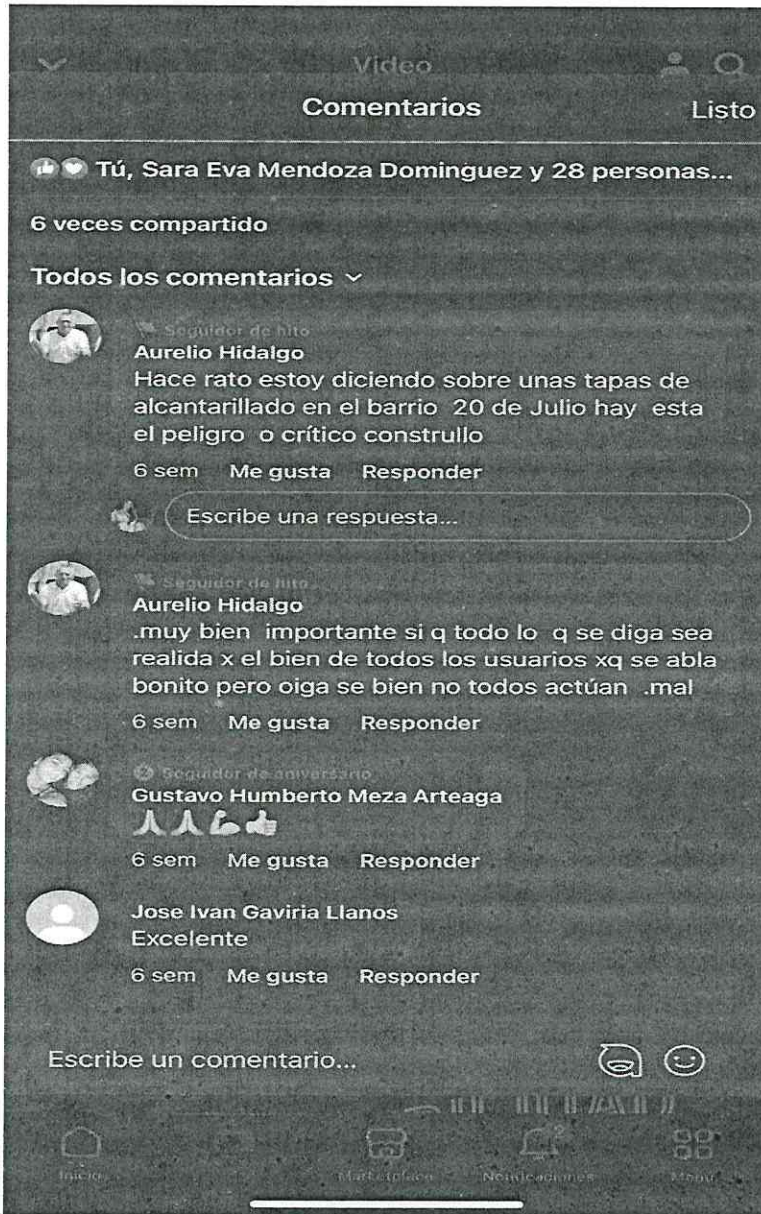 Video
Comentarios
Listo
Tú, Sara Eva Mendoza Dominguez y 28 personas...
6 veces compartido
Todos los comentarios
Seguidor de hito
Aurelio Hidalgo
Hace rato estoy diciendo sobre unas tapas de
alcantarillado en el barrio 20 de Julio hay esta
el peligro o crítico construllo
6 sem Me gusta Responder
Escribe una respuesta...
Seguidor de hito
Aurelio Hidalgo
.muy bien importante si q todo lo q se diga sea
realida x el bien de todos los usuarios xq se abla
bonito pero oiga se bien no todos actúan .mal
6 sem Me gusta Responder
Seguidor de aniversario
Gustavo Humberto Meza Arteaga
🙏🙏💪👍
6 sem Me gusta Responder
Jose Ivan Gaviria Llanos
Excelente
6 sem Me gusta Responder
Escribe un comentario...
Inicio Marketplace Notificaciones Menú